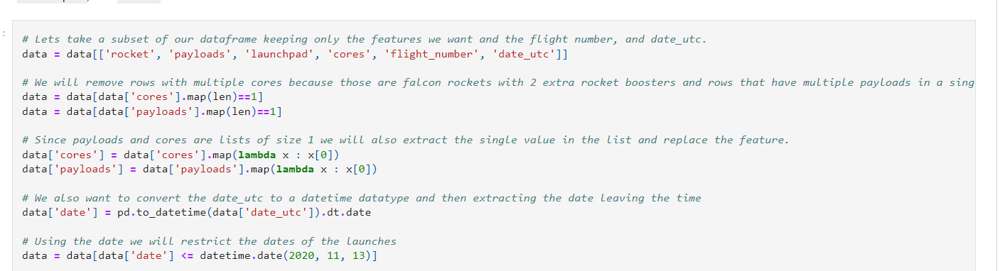 # Lets take a subset of our dataframe keeping only the features we want and the flight number, and date_utc.
data = data[['rocket', 'payloads', 'launchpad', 'cores', 'flight_number', 'date_utc']]
# We will remove rows with multiple cores because those are falcon rockets with 2 extra rocket boosters and rows that have multiple payloads in a sing
data = data[data['cores'].map(len)==1]
data = data[data['payloads'].map(len)==1]
# Since payloads and cores are lists of size 1 we will also extract the single value in the list and replace the feature.
data['cores'] = data['cores'].map(lambda x : x[0])
data['payloads'] = data['payloads'].map(lambda x : x[0])
# We also want to convert the date_utc to a datetime datatype and then extracting the date leaving the time
data['date'] = pd.to_datetime(data['date_utc']).dt.date
# Using the date we will restrict the dates of the launches
data = data[data['date'] <= datetime.date(2020, 11, 13)]